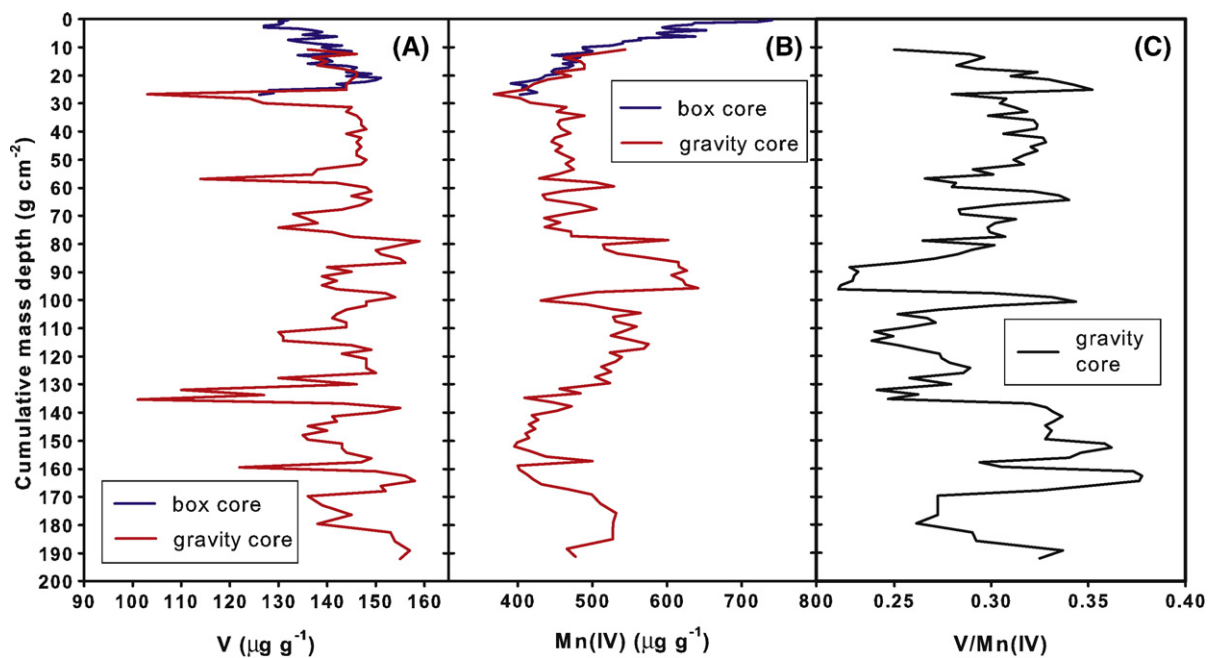 (A)
(B)
(C)
Cumulative mass depth (g cm-2)
0
10
20
30
40
50
60
70
80
90
100
110
120
130
140
150
160
170
180
190
200
box core
gravity core
box core
gravity core
gravity
core
90 100 110 120 130 140 150 160
400 500 600 700 800
0.25 0.30 0.35 0.40
V (µg g-1)
Mn(IV) (µg g-1)
V/Mn(IV)